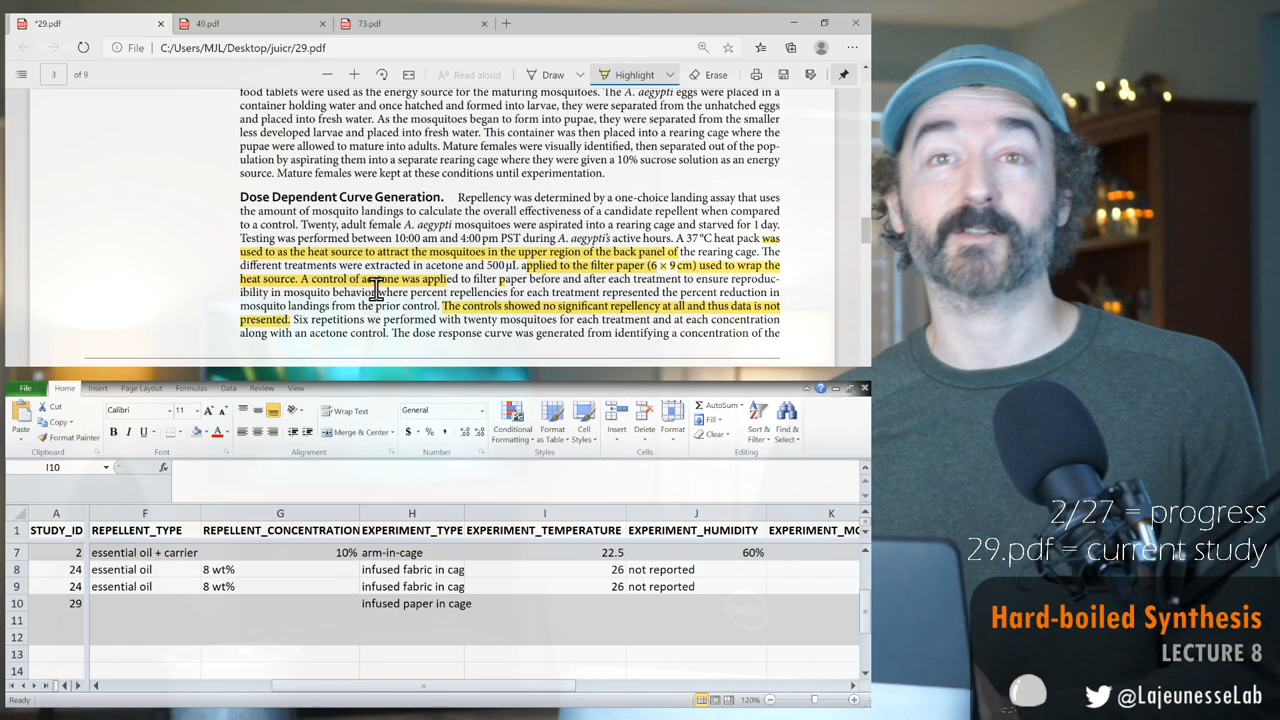 *29.pdf
49.pdf
73.pdf
File C:/Users/MJL/Desktop/juicr/29.pdf
3 of 9
Read aloud
Draw
Highlight
Erase
food tablets were used as the energy source for the maturing mosquitoes. The A. aegypti eggs were placed in a
container holding water and once hatched and formed into larvae, they were separated from the unhatched eggs
and placed into fresh water. As the mosquitoes began to form into pupae, they were separated from the smaller
less developed larvae and placed into fresh water. This container was then placed into a rearing cage where the
pupae were allowed to mature into adults. Mature females were visually identified, then separated out of the pop-
ulation by aspirating them into a separate rearing cage where they were given a 10% sucrose solution as an energy
source. Mature females were kept at these conditions until experimentation.
Dose Dependent Curve Generation. Repellency was determined by a one-choice landing assay that uses
the amount of mosquito landings to calculate the overall effectiveness of a candidate repellent when compared
to a control. Twenty, adult female A. aegypti mosquitoes were aspirated into a rearing cage and starved for 1 day.
Testing was performed between 10:00 am and 4:00 pm PST during A. aegypti's active hours. A 37 °C heat pack was
used to as the heat source to attract the mosquitoes in the upper region of the back panel of the rearing cage. The
different treatments were extracted in acetone and 500 μL applied to the filter paper (6 × 9 cm) used to wrap the
heat source. A control of acetone was applied to filter paper before and after each treatment to ensure reproduc-
ibility in mosquito behavior where percent repellencies for each treatment represented the percent reduction in
mosquito landings from the prior control. The controls showed no significant repellency at all and thus data is not
presented. Six repetitions we performed with twenty mosquitoes for each treatment and at each concentration
along with an acetone control. The dose response curve was generated from identifying a concentration of the
File Home Insert Page Layout Formulas Data Review View
Paste
Cut
Copy
Format Painter
Clipboard
Calibri 11
B I U
Font
Wrap Text
Merge & Center
Alignment
General
$ % ,
Number
Conditional Formatting
Format as Table
Cell Styles
Styles
Insert
Delete
Format
Cells
AutoSum
Fill
Clear
Sort & Filter
Find & Select
Editing
I10 fx
A F G H I J K
1 STUDY_ID REPELLENT_TYPE REPELLENT_CONCENTRATION EXPERIMENT_TYPE EXPERIMENT_TEMPERATURE EXPERIMENT_HUMIDITY EXPERIMENT_MO
7 2 essential oil + carrier 10% arm-in-cage 22.5 60%
8 24 essential oil 8 wt% infused fabric in cag 26 not reported
9 24 essential oil 8 wt% infused fabric in cag 26 not reported
10 29 infused paper in cage
11
12
13
14
Ready
120%
2/27 = progress
29.pdf = current study
Hard-boiled Synthesis
LECTURE 8
@LajeunesseLab